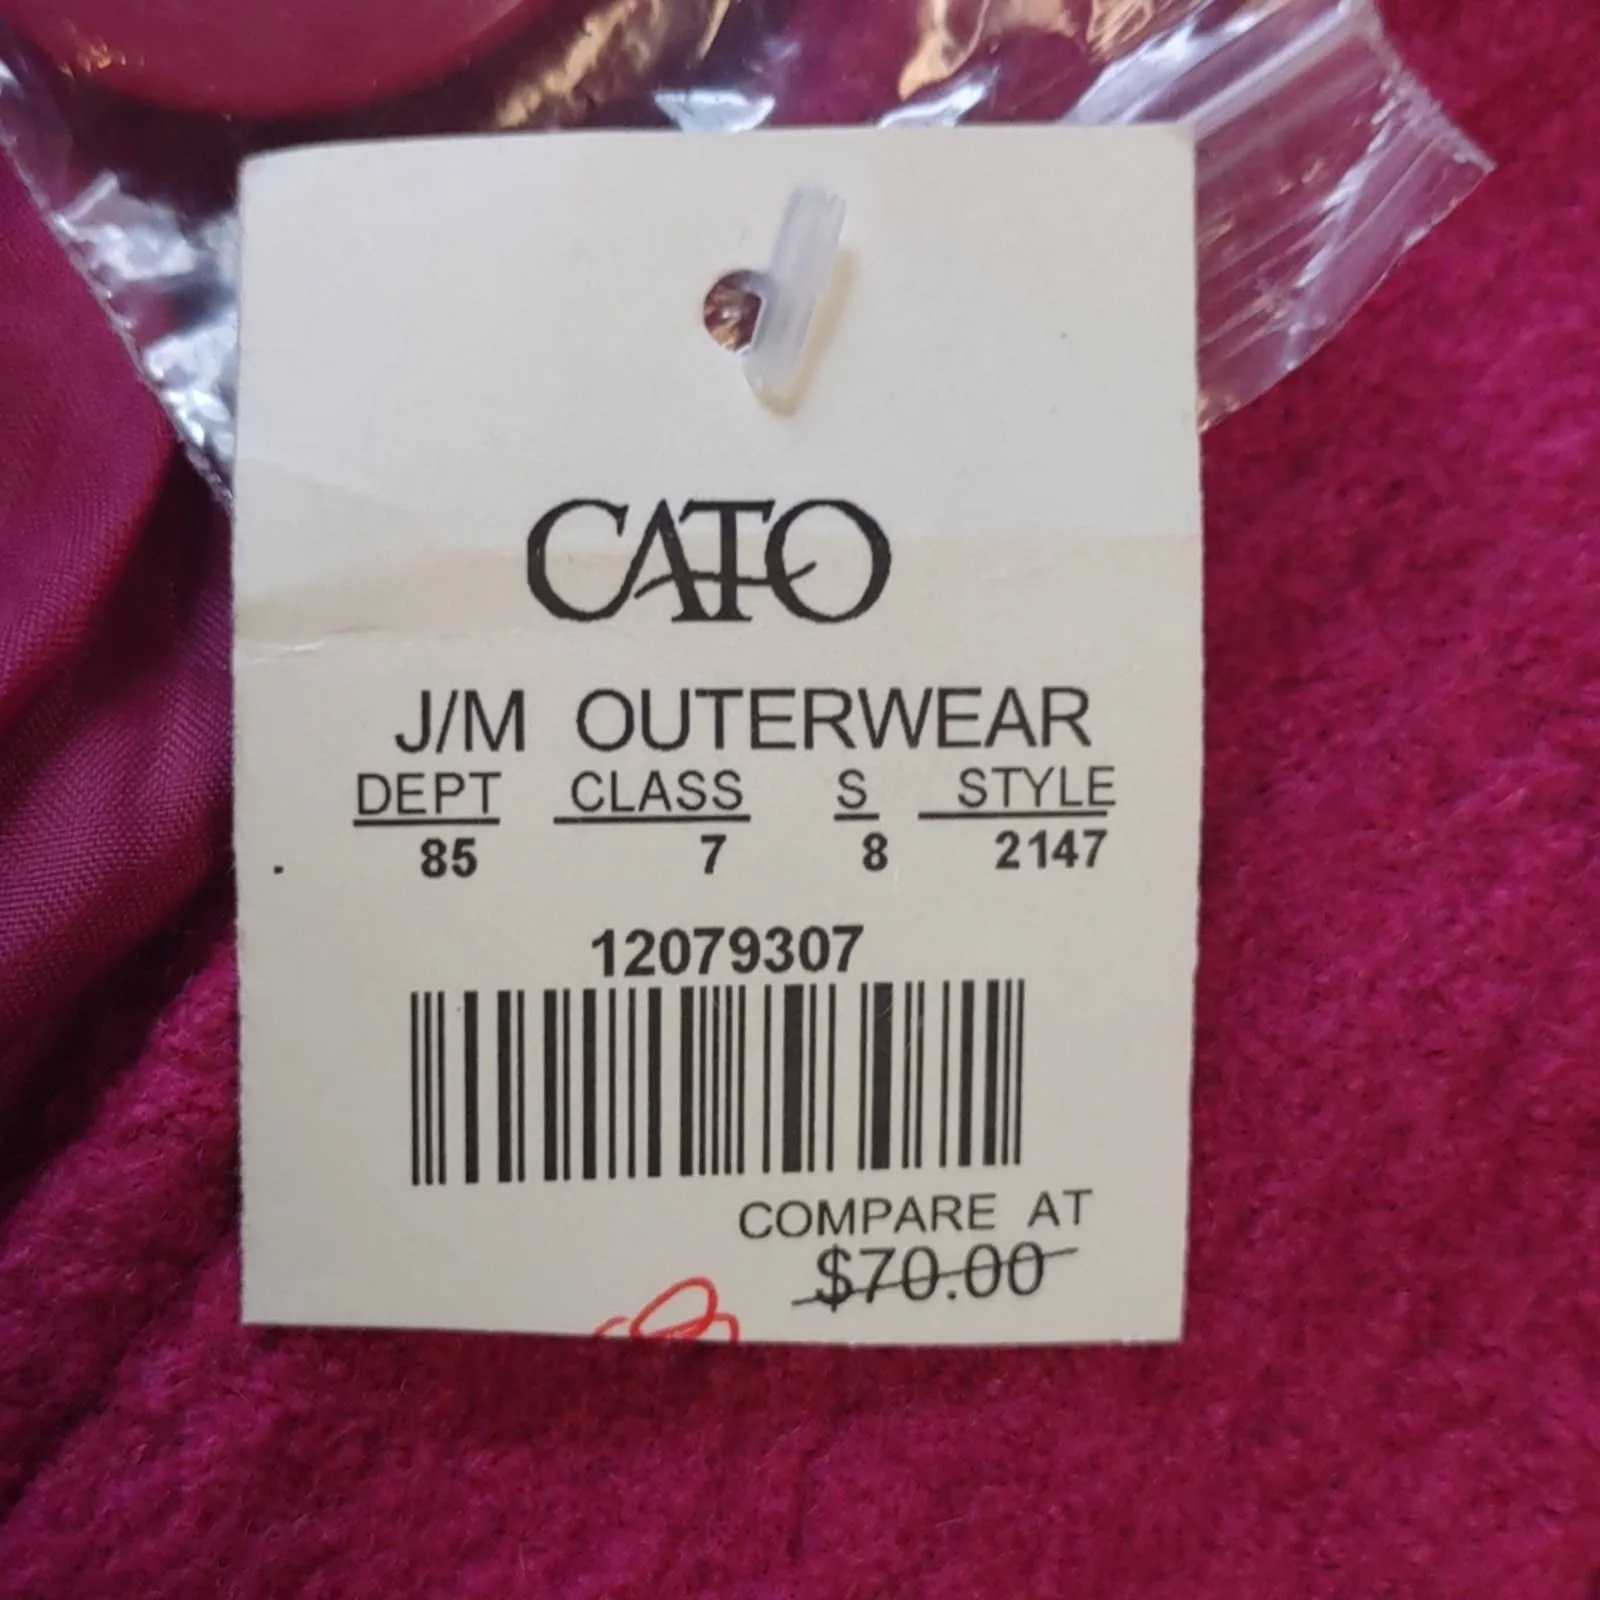 CATO
J/M OUTERWEAR
DEPT CLASS S STYLE
85 7 8 2147
12079307
COMPARE AT
$70.00